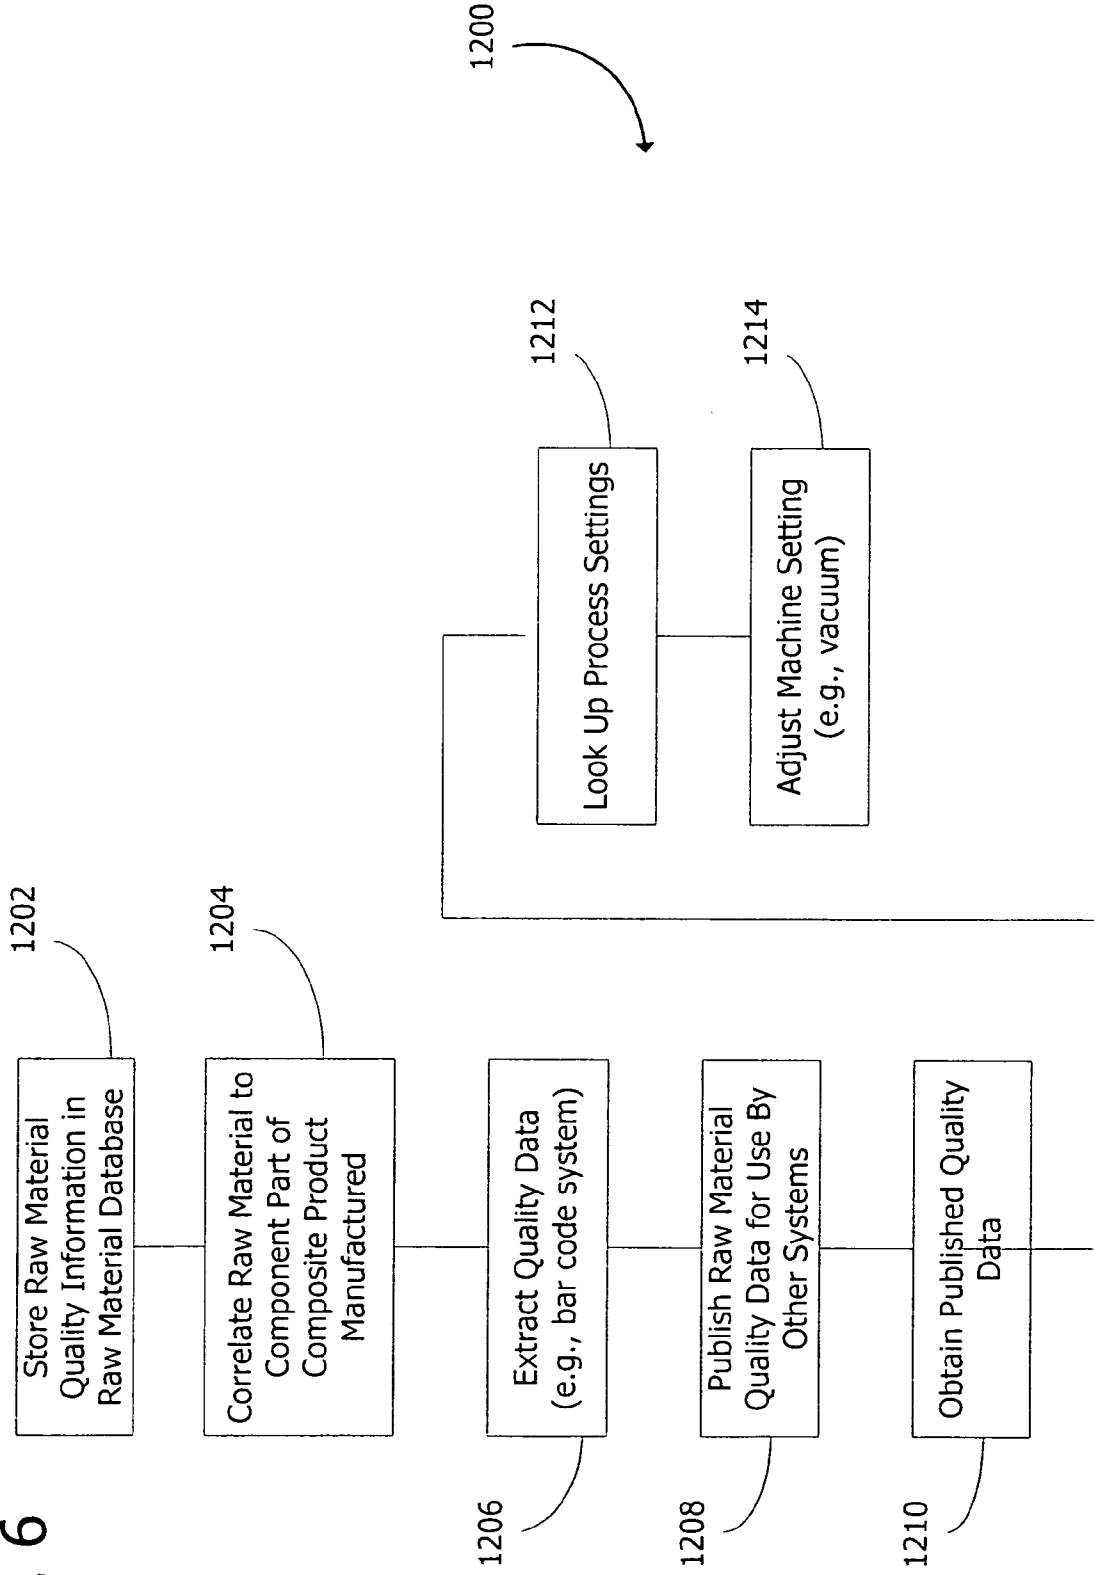 6
1200
1202
Store Raw Material
Quality Information in
Raw Material Database
1204
Correlate Raw Material to
Component Part of
Composite Product
Manufactured
1206
Extract Quality Data
(e.g., bar code system)
1208
Publish Raw Material
Quality Data for Use By
Other Systems
1210
Obtain Published Quality
Data
1212
Look Up Process Settings
1214
Adjust Machine Setting
(e.g., vacuum)